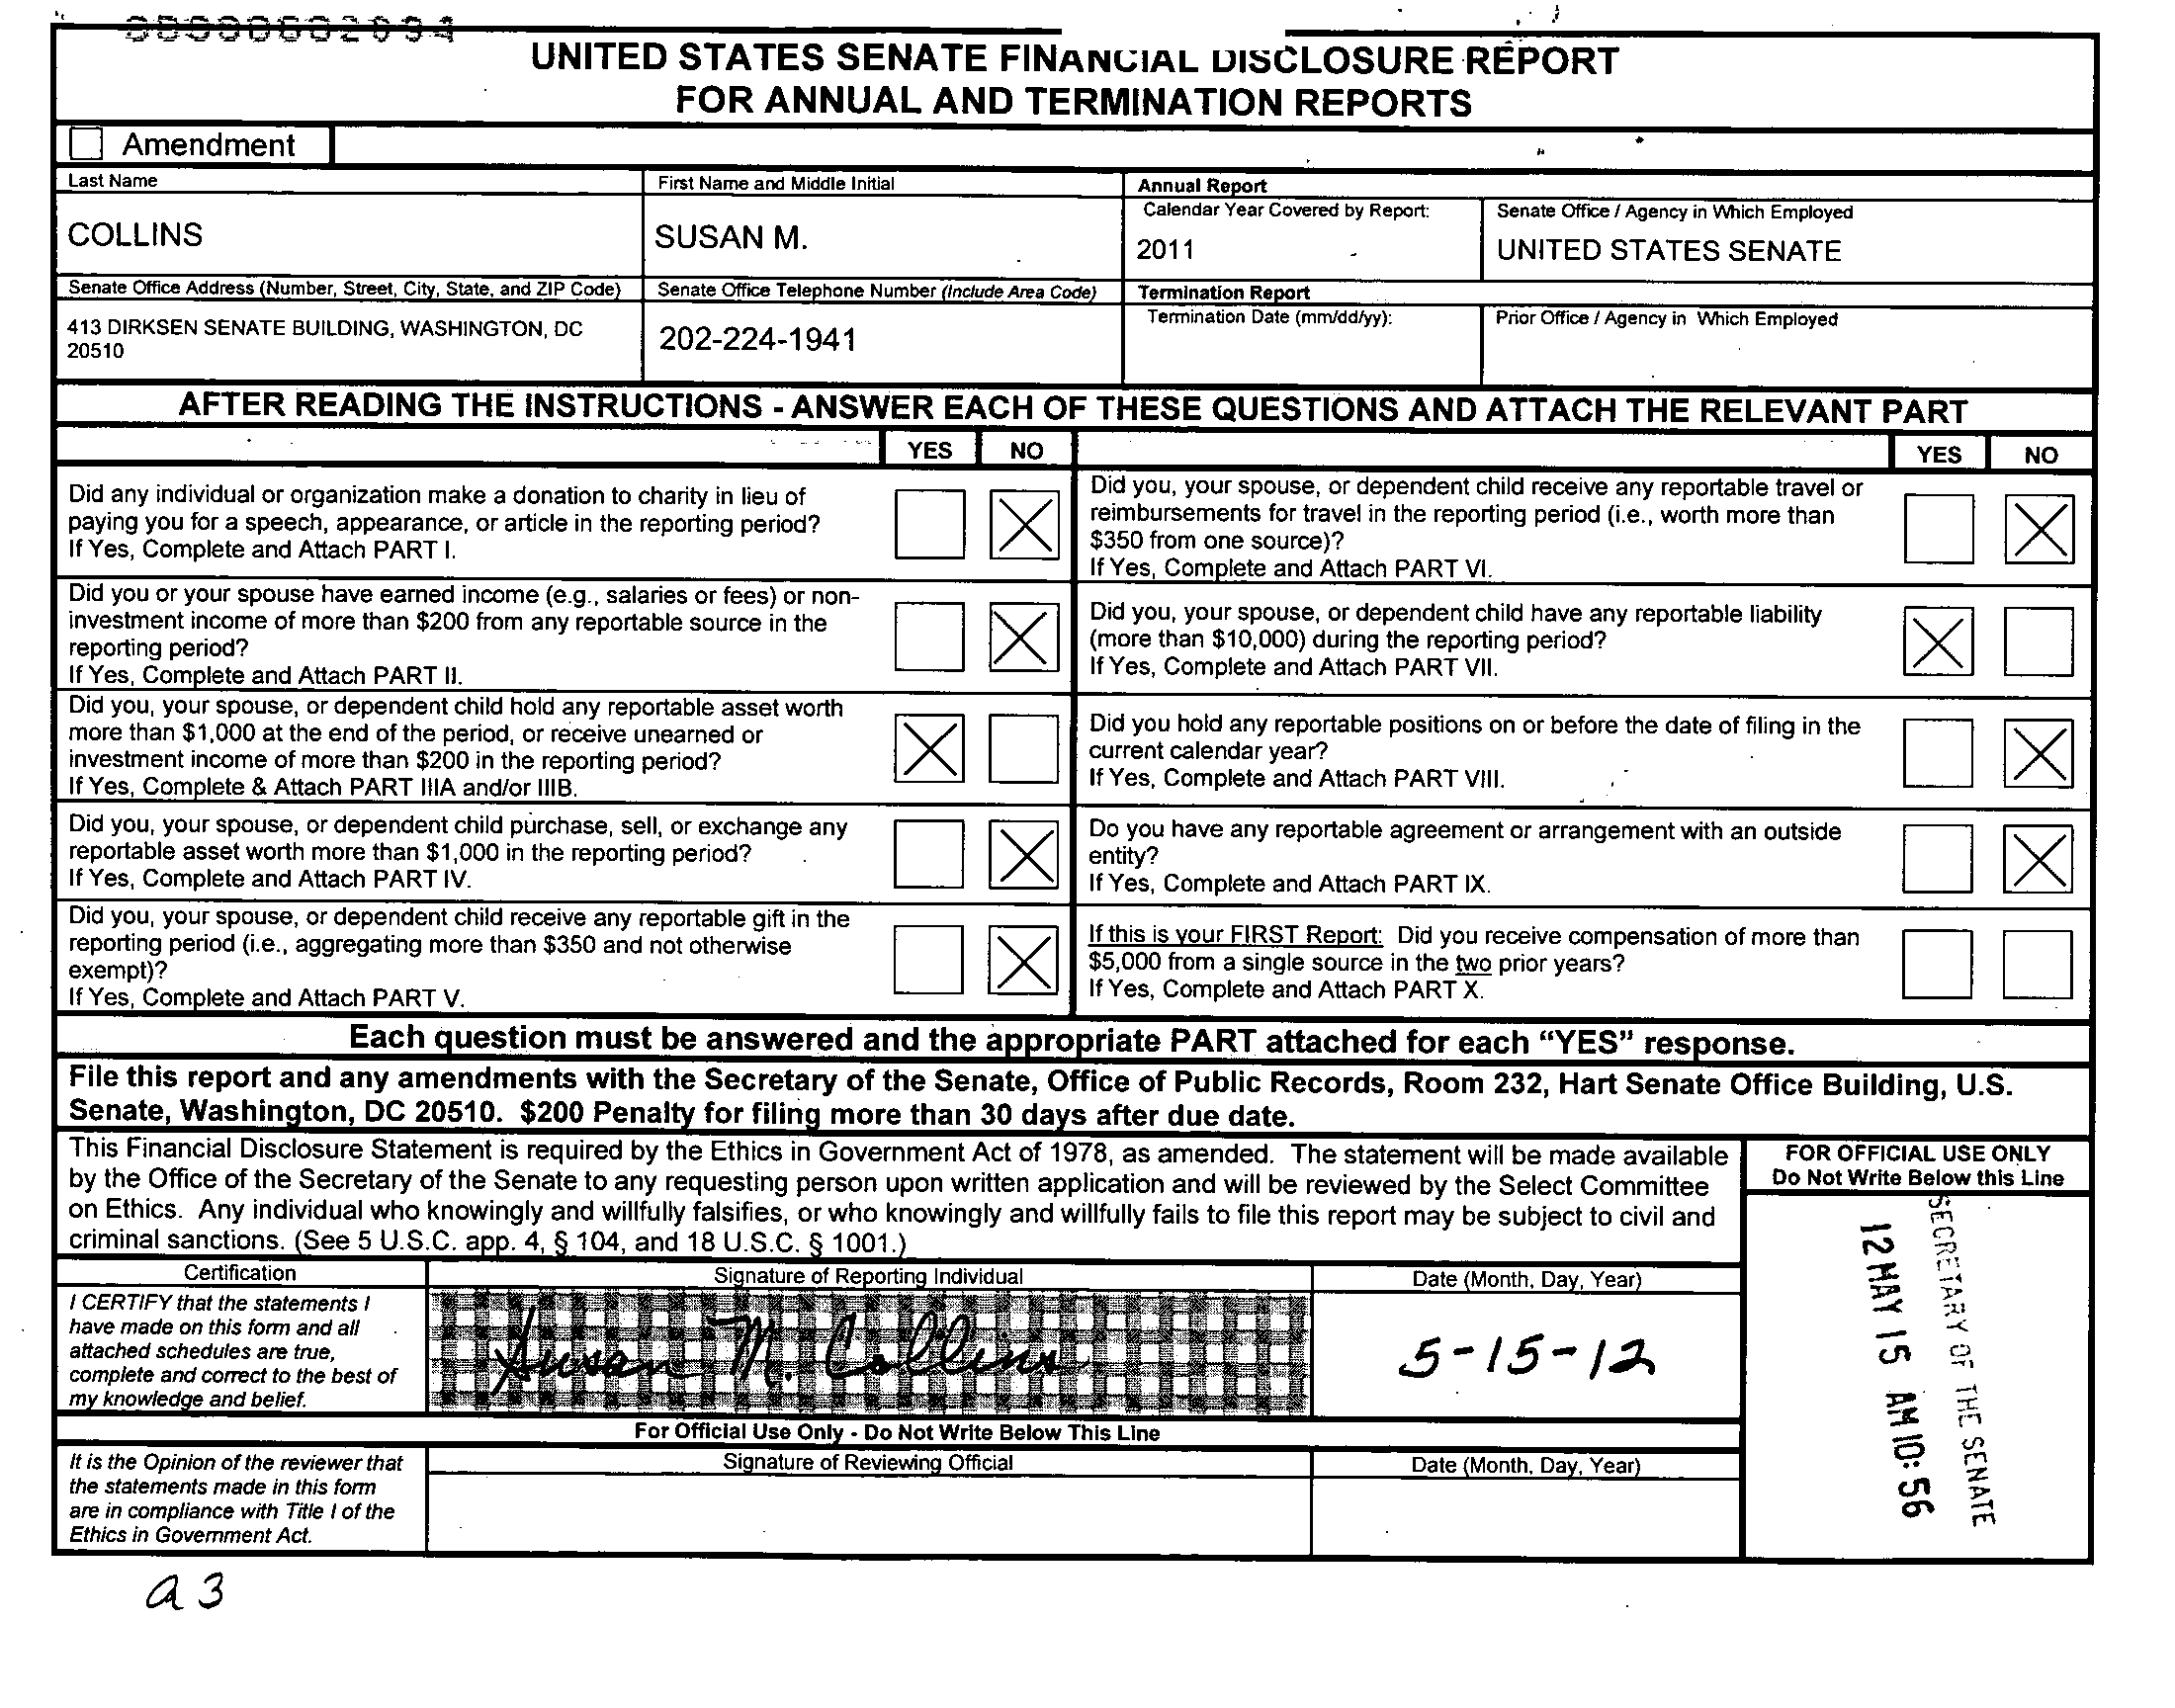 UNITED STATES SENATE FINANCIAL DISCLOSURE REPORT
FOR ANNUAL AND TERMINATION REPORTS
Amendment
Last Name
COLLINS
First Name and Middle Initial
SUSAN M.
Annual Report
Calendar Year Covered by Report:
2011
Senate Office / Agency in Which Employed
UNITED STATES SENATE
Senate Office Address (Number, Street, City, State, and ZIP Code)
413 DIRKSEN SENATE BUILDING, WASHINGTON, DC
20510
Senate Office Telephone Number (Include Area Code)
202-224-1941
Termination Report
Termination Date (mm/dd/yy):
Prior Office / Agency in Which Employed
AFTER READING THE INSTRUCTIONS - ANSWER EACH OF THESE QUESTIONS AND ATTACH THE RELEVANT PART
YES NO
YES NO
Did any individual or organization make a donation to charity in lieu of
paying you for a speech, appearance, or article in the reporting period?
If Yes, Complete and Attach PART I.
Did you, your spouse, or dependent child receive any reportable travel or
reimbursements for travel in the reporting period (i.e., worth more than
$350 from one source)?
If Yes, Complete and Attach PART VI.
Did you or your spouse have earned income (e.g., salaries or fees) or non-
investment income of more than $200 from any reportable source in the
reporting period?
If Yes, Complete and Attach PART II.
Did you, your spouse, or dependent child have any reportable liability
(more than $10,000) during the reporting period?
If Yes, Complete and Attach PART VII.
Did you, your spouse, or dependent child hold any reportable asset worth
more than $1,000 at the end of the period, or receive unearned or
investment income of more than $200 in the reporting period?
If Yes, Complete & Attach PART IIIA and/or IIIB.
Did you hold any reportable positions on or before the date of filing in the
current calendar year?
If Yes, Complete and Attach PART VIII.
Did you, your spouse, or dependent child purchase, sell, or exchange any
reportable asset worth more than $1,000 in the reporting period?
If Yes, Complete and Attach PART IV.
Do you have any reportable agreement or arrangement with an outside
entity?
If Yes, Complete and Attach PART IX.
Did you, your spouse, or dependent child receive any reportable gift in the
reporting period (i.e., aggregating more than $350 and not otherwise
exempt)?
If Yes, Complete and Attach PART V.
If this is your FIRST Report: Did you receive compensation of more than
$5,000 from a single source in the two prior years?
If Yes, Complete and Attach PART X.
Each question must be answered and the appropriate PART attached for each “YES” response.
File this report and any amendments with the Secretary of the Senate, Office of Public Records, Room 232, Hart Senate Office Building, U.S.
Senate, Washington, DC 20510. $200 Penalty for filing more than 30 days after due date.
This Financial Disclosure Statement is required by the Ethics in Government Act of 1978, as amended. The statement will be made available
by the Office of the Secretary of the Senate to any requesting person upon written application and will be reviewed by the Select Committee
on Ethics. Any individual who knowingly and willfully falsifies, or who knowingly and willfully fails to file this report may be subject to civil and
criminal sanctions. (See 5 U.S.C. app. 4, § 104, and 18 U.S.C. § 1001.)
FOR OFFICIAL USE ONLY
Do Not Write Below this Line
SECRETARY OF THE SENATE
12 MAY 15 AM 10: 56
Certification
Signature of Reporting Individual
Date (Month, Day, Year)
I CERTIFY that the statements I
have made on this form and all
attached schedules are true,
complete and correct to the best of
my knowledge and belief.
Susan M. Collins
5-15-12
For Official Use Only - Do Not Write Below This Line
It is the Opinion of the reviewer that
the statements made in this form
are in compliance with Title I of the
Ethics in Government Act.
Signature of Reviewing Official
Date (Month, Day, Year)
a 3